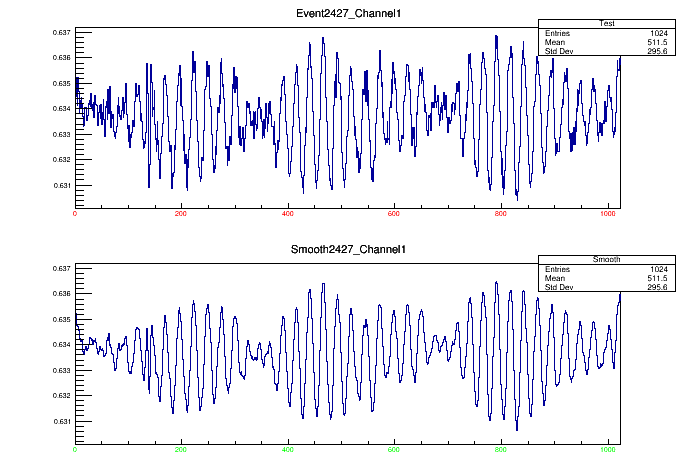 Event2427_Channel1
Test
Entries 1024
Mean 511.5
Std Dev 295.6
0.637
0.636
0.635
0.634
0.633
0.632
0.631
0 200 400 600 800 1000
Smooth2427_Channel1
Smooth
Entries 1024
Mean 511.5
Std Dev 295.6
0.637
0.636
0.635
0.634
0.633
0.632
0.631
0 200 400 600 800 1000